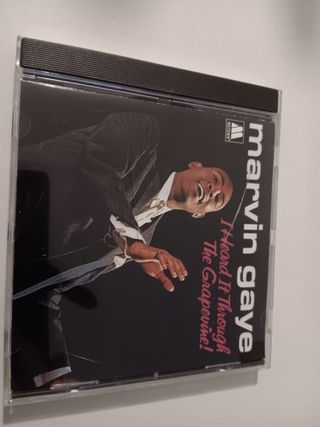 marvin gaye
I Heard It Through
The Grapevine!